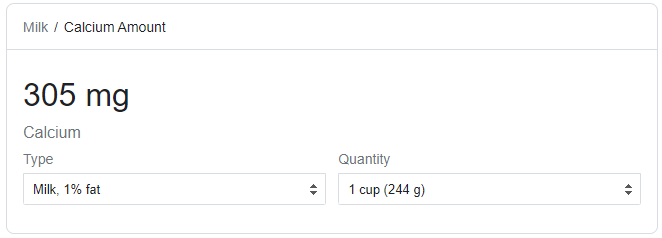 Milk / Calcium Amount
305 mg
Calcium
Type Quantity
Milk, 1% fat 1 cup (244 g)